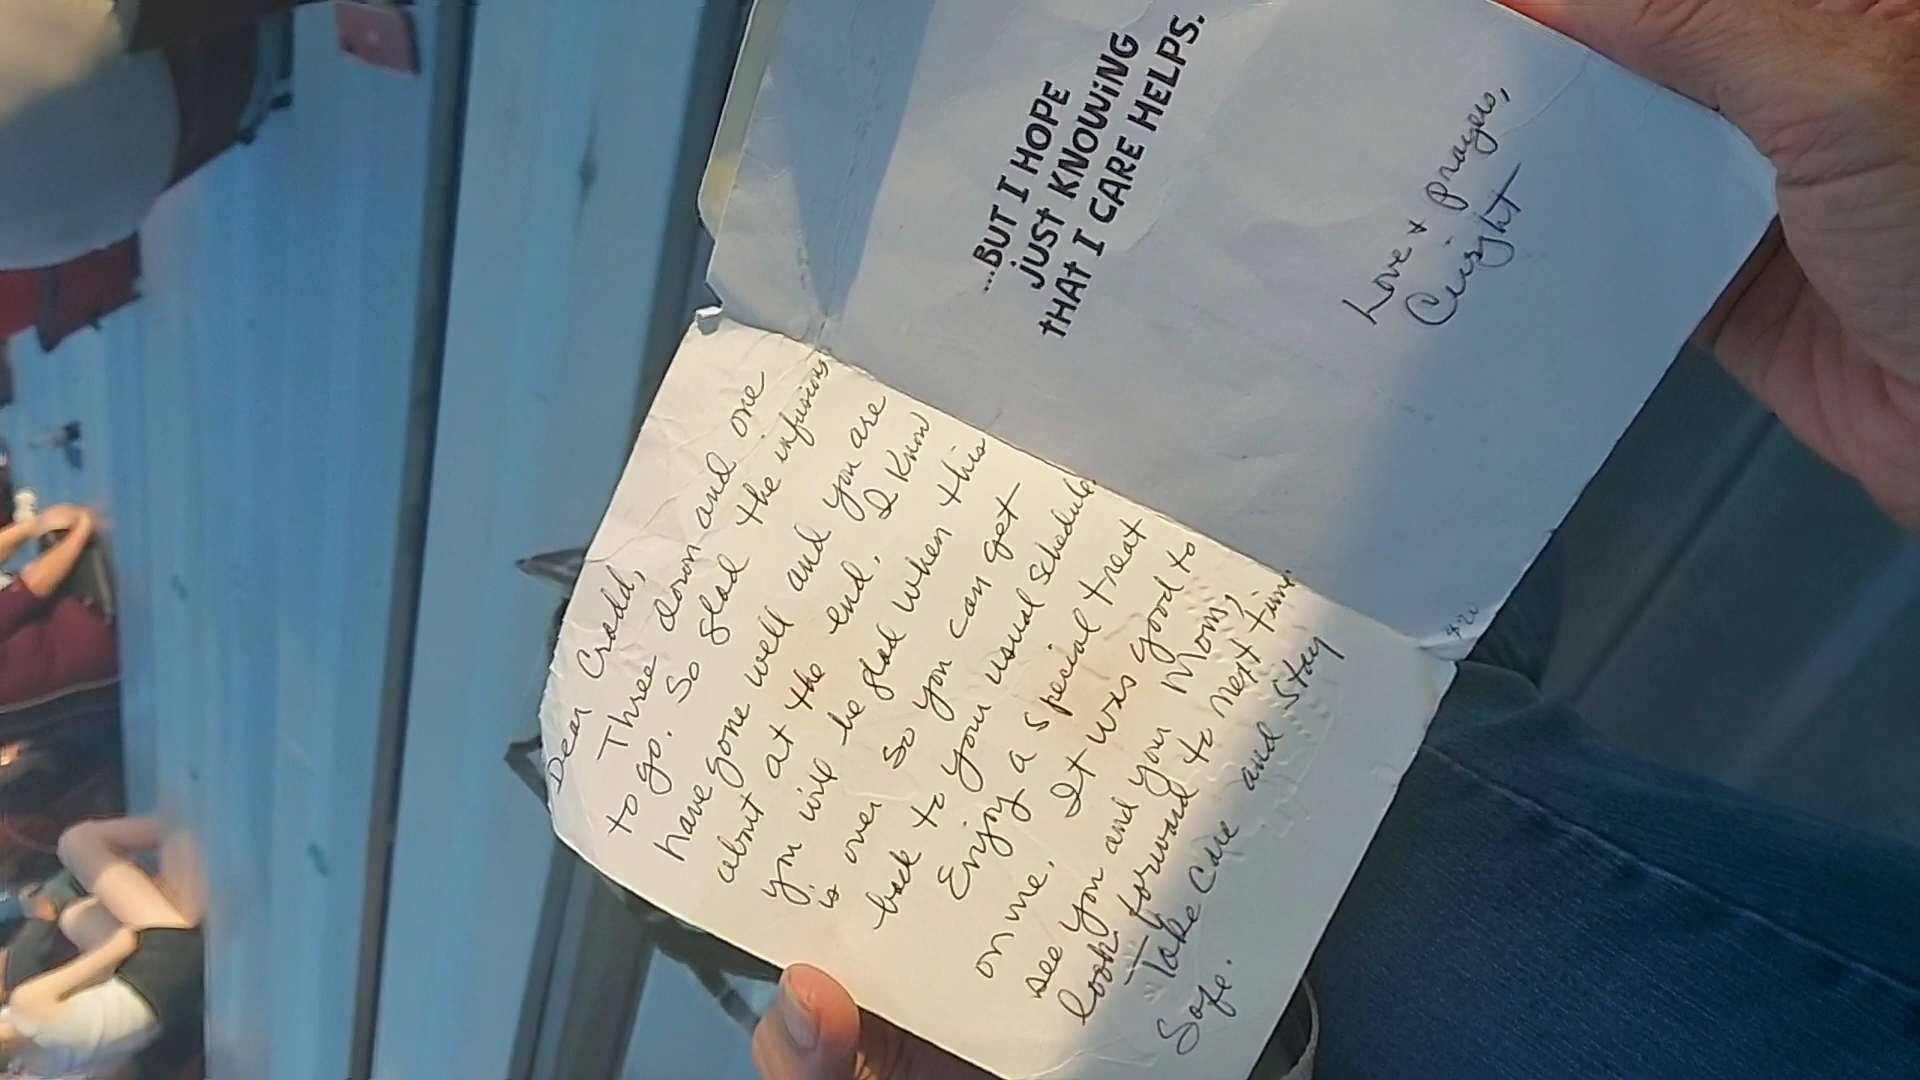 Dear Cradd,
Three down and one
to go. So glad the infusions
have gone well and you are
about at the end. I know
you will be glad when this
is over so you can get
back to your usual schedule.
Enjoy a special treat
on me. It was good to
see you and your Mom,
look forward to next time.
Take care and stay
safe.
...BUT I HOPE
JUST KNOWING
THAT I CARE HELPS.
Love + prayers,